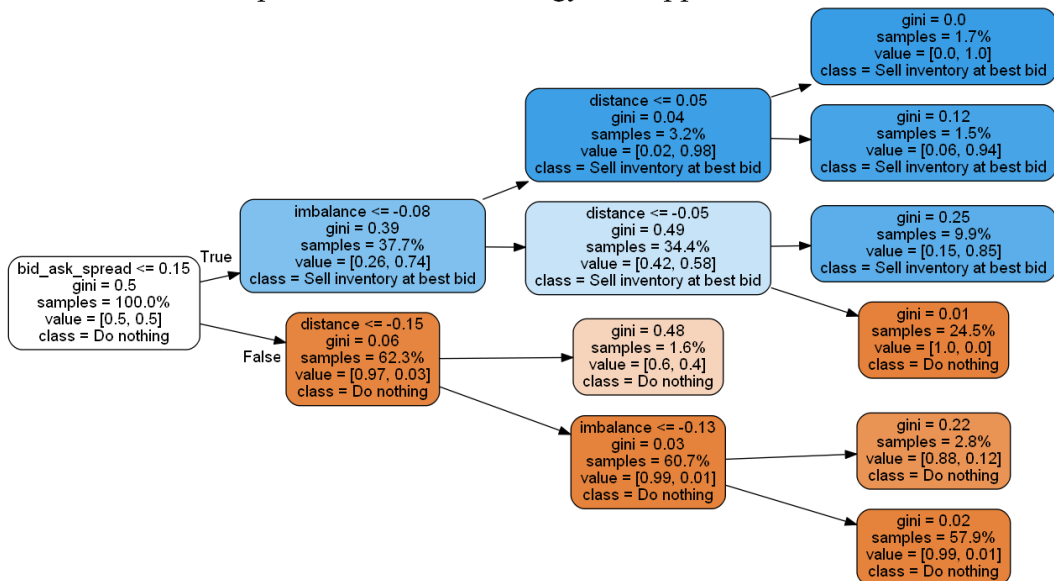 gini = 0.0
samples = 1.7%
value = [0.0, 1.0]
class = Sell inventory at best bid
distance <= 0.05
gini = 0.04
samples = 3.2%
value = [0.02, 0.98]
class = Sell inventory at best bid
gini = 0.12
samples = 1.5%
value = [0.06, 0.94]
class = Sell inventory at best bid
imbalance <= -0.08
gini = 0.39
samples = 37.7%
value = [0.26, 0.74]
class = Sell inventory at best bid
distance <= -0.05
gini = 0.49
samples = 34.4%
value = [0.42, 0.58]
class = Sell inventory at best bid
gini = 0.25
samples = 9.9%
value = [0.15, 0.85]
class = Sell inventory at best bid
True
bid_ask_spread <= 0.15
gini = 0.5
samples = 100.0%
value = [0.5, 0.5]
class = Do nothing
False
distance <= -0.15
gini = 0.06
samples = 62.3%
value = [0.97, 0.03]
class = Do nothing
gini = 0.48
samples = 1.6%
value = [0.6, 0.4]
class = Do nothing
gini = 0.01
samples = 24.5%
value = [1.0, 0.0]
class = Do nothing
imbalance <= -0.13
gini = 0.03
samples = 60.7%
value = [0.99, 0.01]
class = Do nothing
gini = 0.22
samples = 2.8%
value = [0.88, 0.12]
class = Do nothing
gini = 0.02
samples = 57.9%
value = [0.99, 0.01]
class = Do nothing